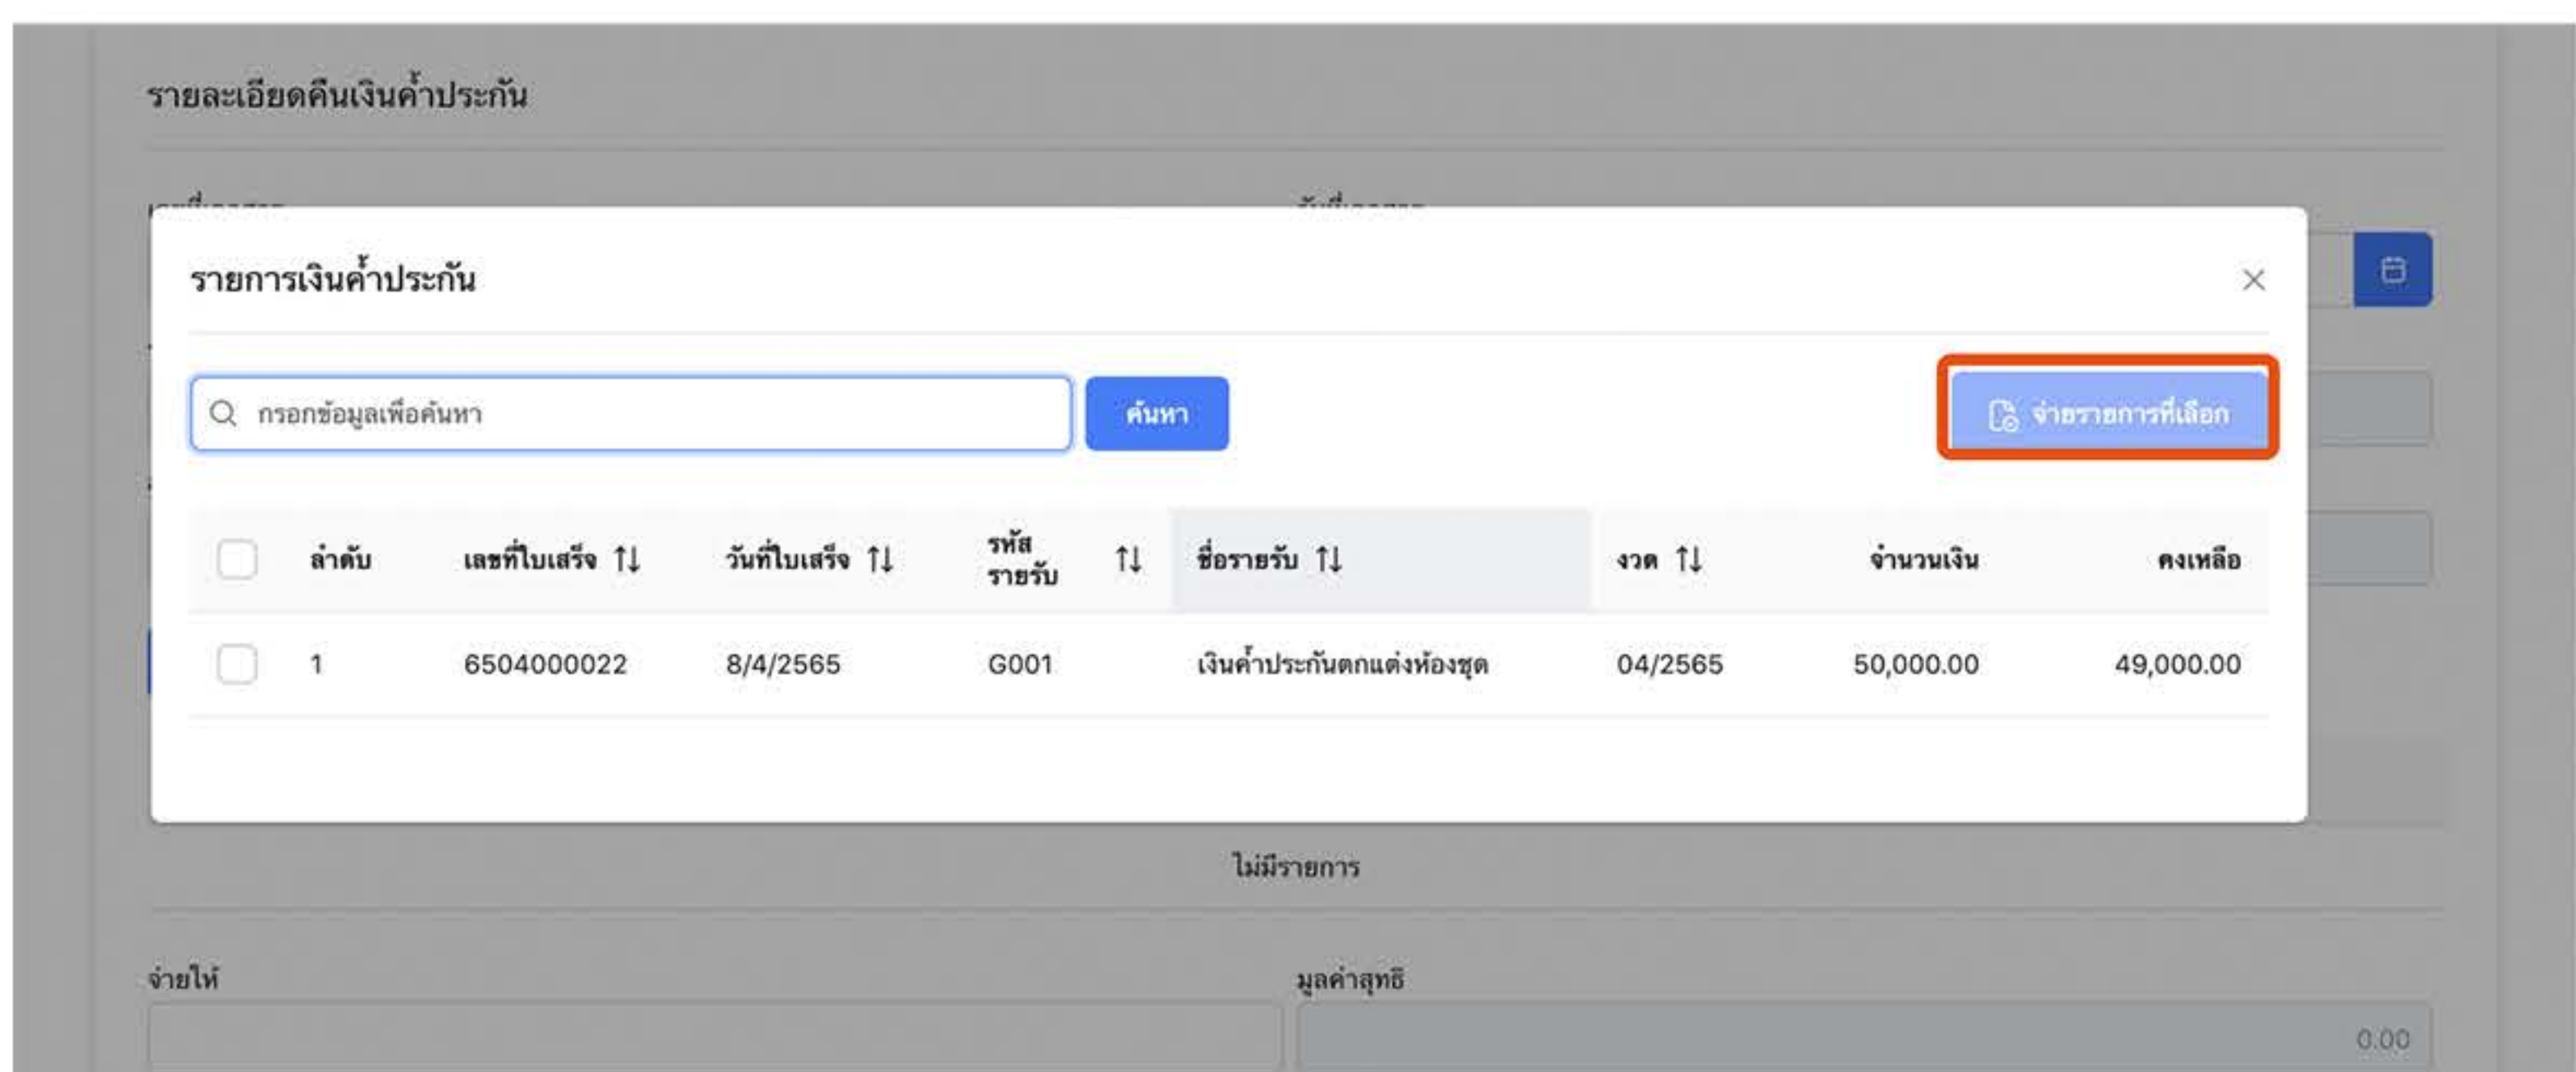 รายละเอียดคืนเงินค้ำประกัน
รายการเงินค้ำประกัน
กรอกข้อมูลเพื่อค้นหา ค้นหา จ่ายรายการที่เลือก
ลำดับ เลขที่ใบเสร็จ วันที่ใบเสร็จ รหัส รายรับ ชื่อรายรับ งวด จำนวนเงิน คงเหลือ
1 6504000022 8/4/2565 G001 เงินค้ำประกันตกแต่งห้องชุด 04/2565 50,000.00 49,000.00
ไม่มีรายการ
จ่ายให้ มูลค่าสุทธิ
0.00